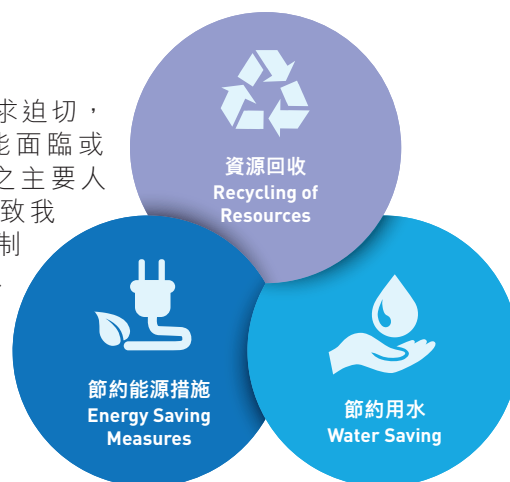 求迫切，
能面臨或
之主要人
致我
制
資源回收
Recycling of
Resources
節約能源措施
Energy Saving
Measures
節約用水
Water Saving